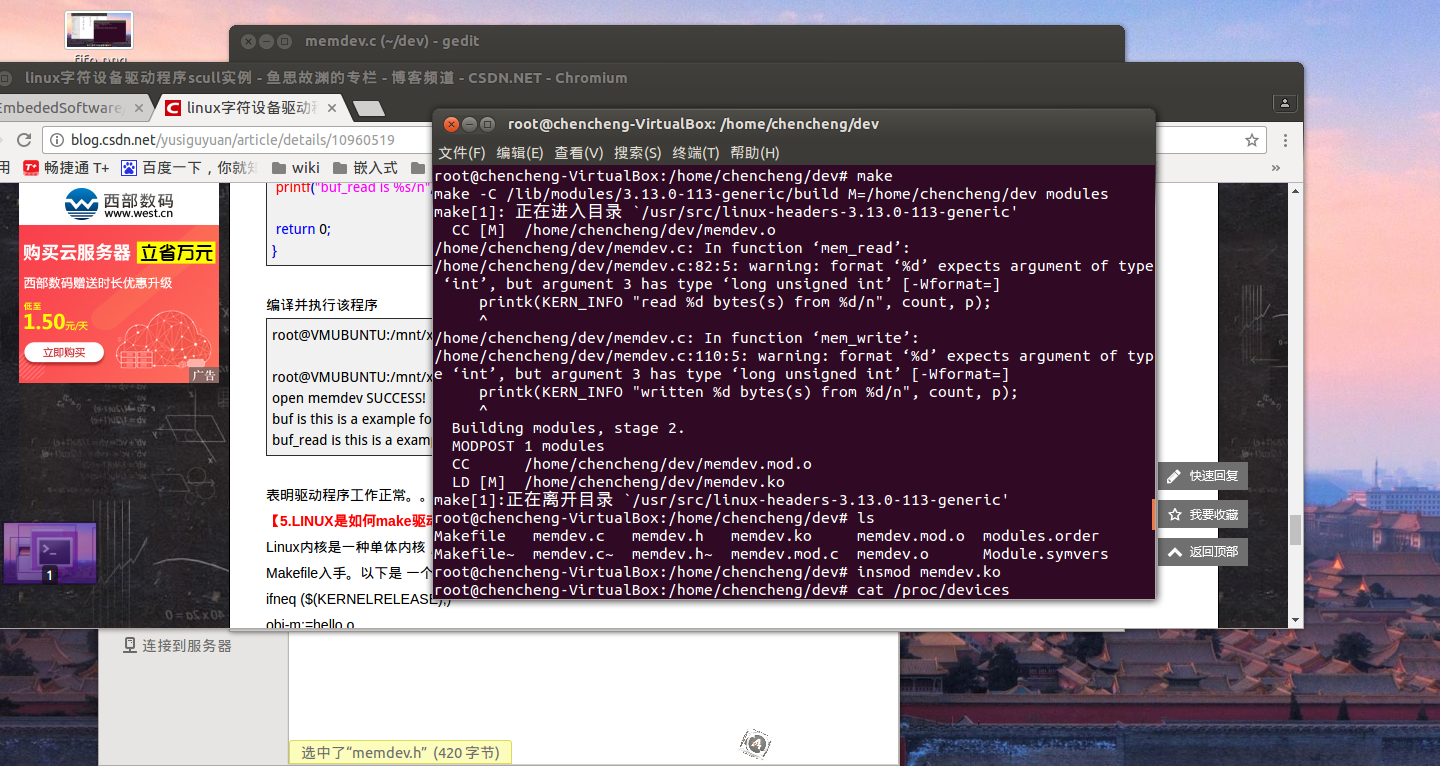 fifo.png
memdev.c (~/dev) - gedit
linux字符设备驱动程序scull实例 - 鱼思故渊的专栏 - 博客频道 - CSDN.NET - Chromium
EmbededSoftware/
linux字符设备驱动程
blog.csdn.net/yusiguyuan/article/details/10960519
用 畅捷通 T+ 百度一下，你就知 wiki 嵌入式 »
西部数码
www.west.cn
购买云服务器 立省万元
西部数码赠送时长优惠升级
低至
1.50元/天
立即购买
广告
printf("buf_read is %s/n",
return 0;
}
编译并执行该程序
root@VMUBUNTU:/mnt/x
root@VMUBUNTU:/mnt/x
open memdev SUCCESS!
buf is this is a example fo
buf_read is this is a exam
表明驱动程序工作正常。。
【5.LINUX是如何make驱动
Linux内核是一种单体内核，
Makefile入手。以下是 一个
ifneq ($(KERNELRELEASE),)
obj-m:=hello.o
root@chencheng-VirtualBox: /home/chencheng/dev
文件(F) 编辑(E) 查看(V) 搜索(S) 终端(T) 帮助(H)
root@chencheng-VirtualBox:/home/chencheng/dev# make
make -C /lib/modules/3.13.0-113-generic/build M=/home/chencheng/dev modules
make[1]: 正在进入目录 `/usr/src/linux-headers-3.13.0-113-generic'
CC [M]  /home/chencheng/dev/memdev.o
/home/chencheng/dev/memdev.c: In function ‘mem_read’:
/home/chencheng/dev/memdev.c:82:5: warning: format ‘%d’ expects argument of type
‘int’, but argument 3 has type ‘long unsigned int’ [-Wformat=]
printk(KERN_INFO "read %d bytes(s) from %d/n", count, p);
^
/home/chencheng/dev/memdev.c: In function ‘mem_write’:
/home/chencheng/dev/memdev.c:110:5: warning: format ‘%d’ expects argument of typ
e ‘int’, but argument 3 has type ‘long unsigned int’ [-Wformat=]
printk(KERN_INFO "written %d bytes(s) from %d/n", count, p);
^
Building modules, stage 2.
MODPOST 1 modules
CC      /home/chencheng/dev/memdev.mod.o
LD [M]  /home/chencheng/dev/memdev.ko
make[1]:正在离开目录 `/usr/src/linux-headers-3.13.0-113-generic'
root@chencheng-VirtualBox:/home/chencheng/dev# ls
Makefile   memdev.c   memdev.h   memdev.ko     memdev.mod.o  modules.order
Makefile~  memdev.c~  memdev.h~  memdev.mod.c  memdev.o      Module.symvers
root@chencheng-VirtualBox:/home/chencheng/dev# insmod memdev.ko
root@chencheng-VirtualBox:/home/chencheng/dev# cat /proc/devices
快速回复
我要收藏
返回顶部
1
连接到服务器
选中了“memdev.h” (420 字节)